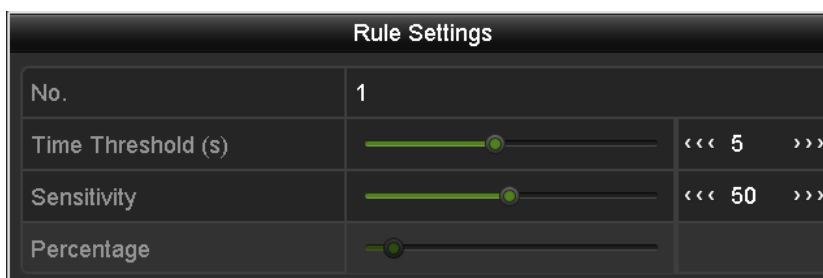 Rule Settings
No. 1
Time Threshold (s) ‹‹‹ 5 ›››
Sensitivity ‹‹‹ 50 ›››
Percentage